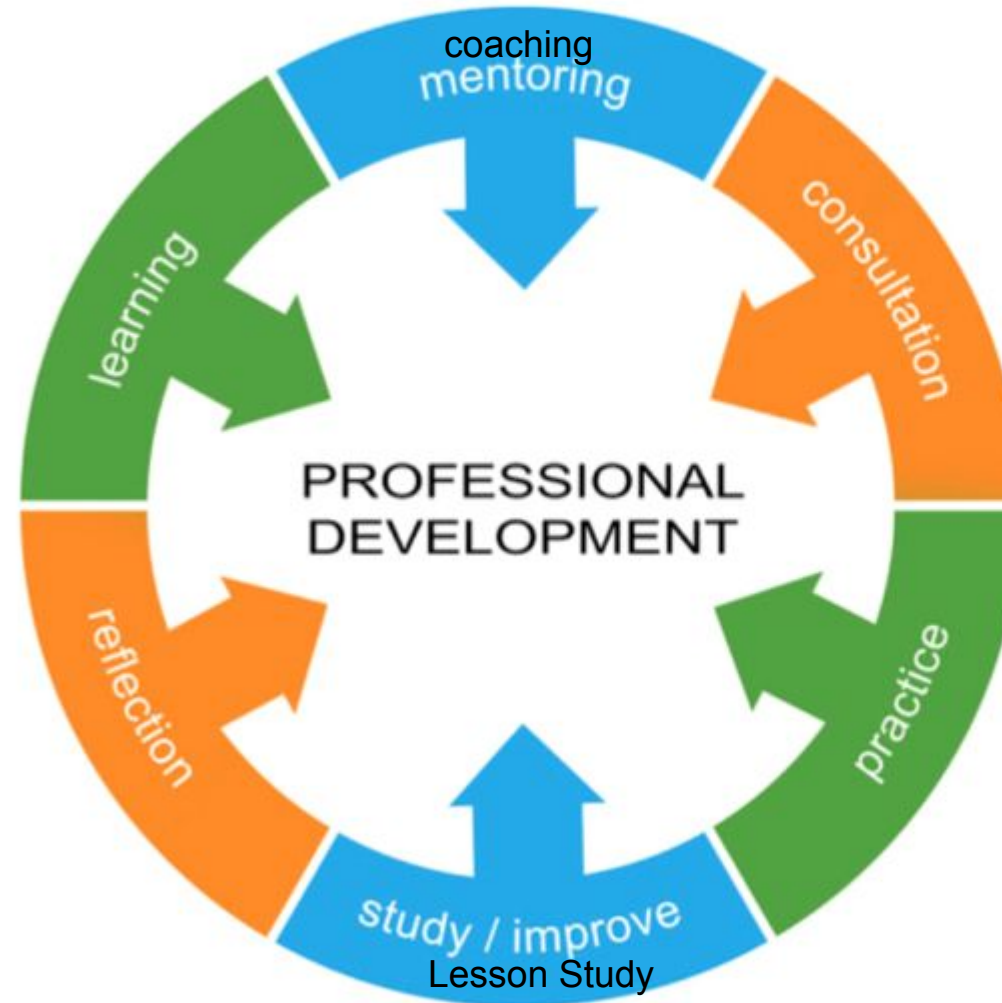 coaching
mentoring
consultation
learning
PROFESSIONAL
DEVELOPMENT
reflection
practice
study / improve
Lesson Study